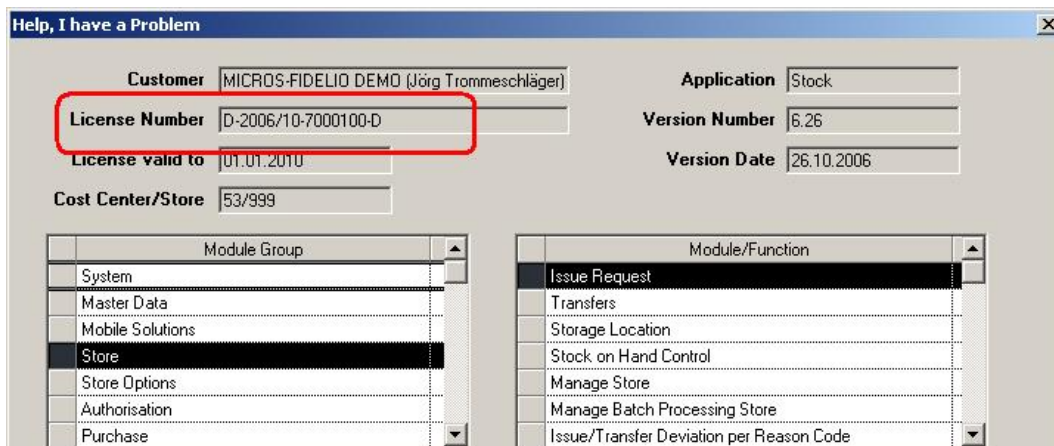 Help, I have a Problem
Customer MICROS-FIDELIO DEMO (Jörg Trommeschläger) Application Stock
License Number D-2006/10-7000100-D Version Number 6.26
License valid to 01.01.2010 Version Date 26.10.2006
Cost Center/Store 53/999
Module Group
System
Master Data
Mobile Solutions
Store
Store Options
Authorisation
Purchase
Module/Function
Issue Request
Transfers
Storage Location
Stock on Hand Control
Manage Store
Manage Batch Processing Store
Issue/Transfer Deviation per Reason Code